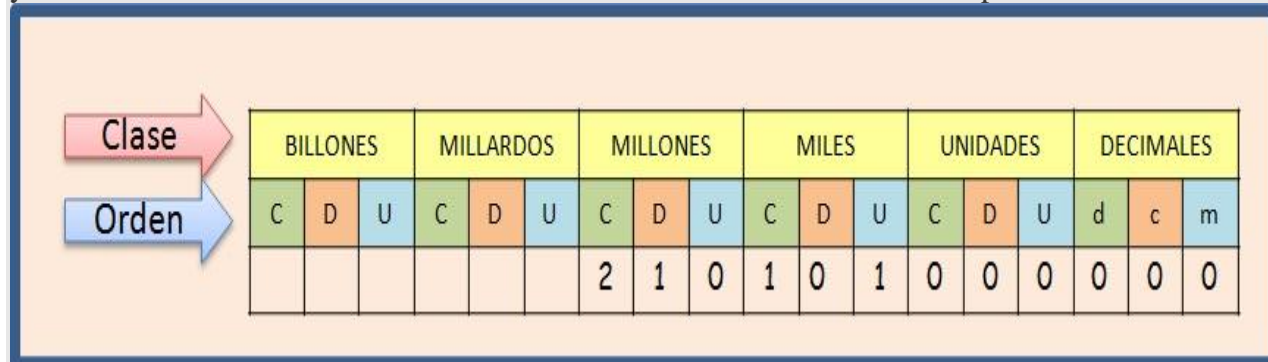 Clase
BILLONES MILLARDOS MILLONES MILES UNIDADES DECIMALES
Orden
C D U C D U C D U C D U C D U d c m
2 1 0 1 0 1 0 0 0 0 0 0